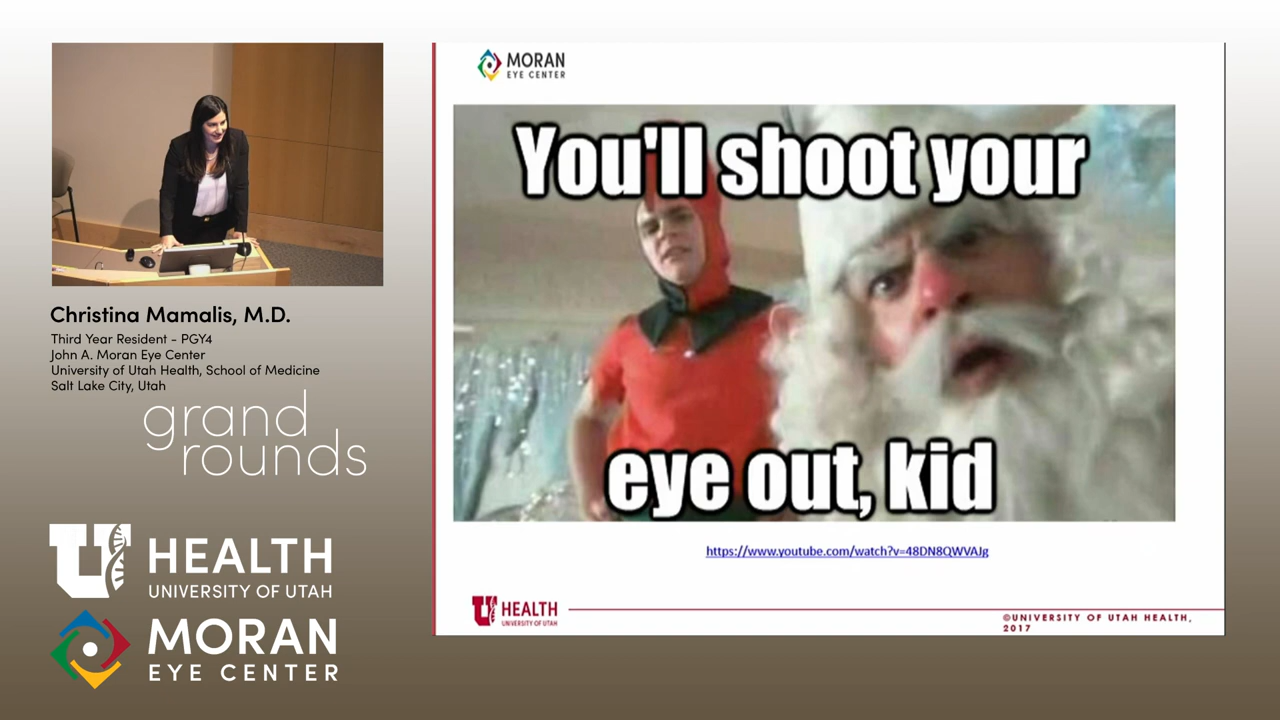 Christina Mamalis, M.D.
Third Year Resident - PGY4
John A. Moran Eye Center
University of Utah Health, School of Medicine
Salt Lake City, Utah
grand
rounds
U HEALTH
UNIVERSITY OF UTAH
MORAN
EYE CENTER
MORAN
EYE CENTER
You'll shoot your
eye out, kid
https://www.youtube.com/watch?v=48DN8QWVAJg
U HEALTH
UNIVERSITY OF UTAH
©UNIVERSITY OF UTAH HEALTH,
2017